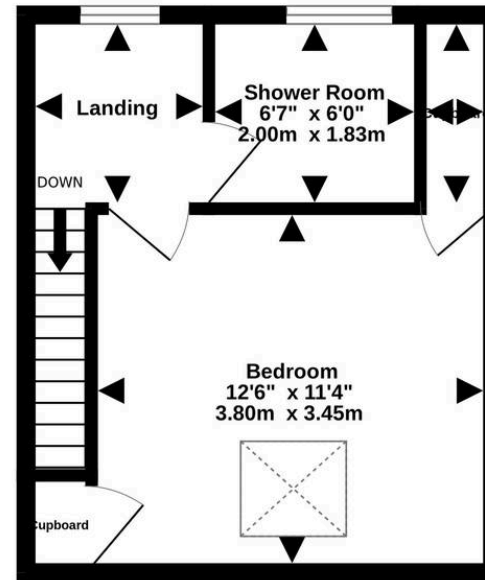 Landing
Shower Room
6'7" x 6'0"
2.00m x 1.83m
DOWN
Bedroom
12'6" x 11'4"
3.80m x 3.45m
Cupboard